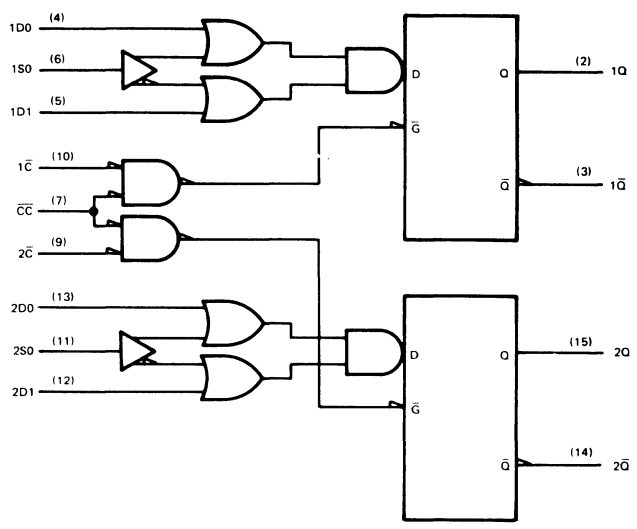 1D0 (4)
1S0 (6)
1D1 (5)
D Q (2) 1Q
G̅
1C̅ (10)
Q̅ (3) 1Q̅
C̅C̅ (7)
2C̅ (9)
2D0 (13)
2S0 (11)
D Q (15) 2Q
2D1 (12)
G̅
Q̅ (14) 2Q̅